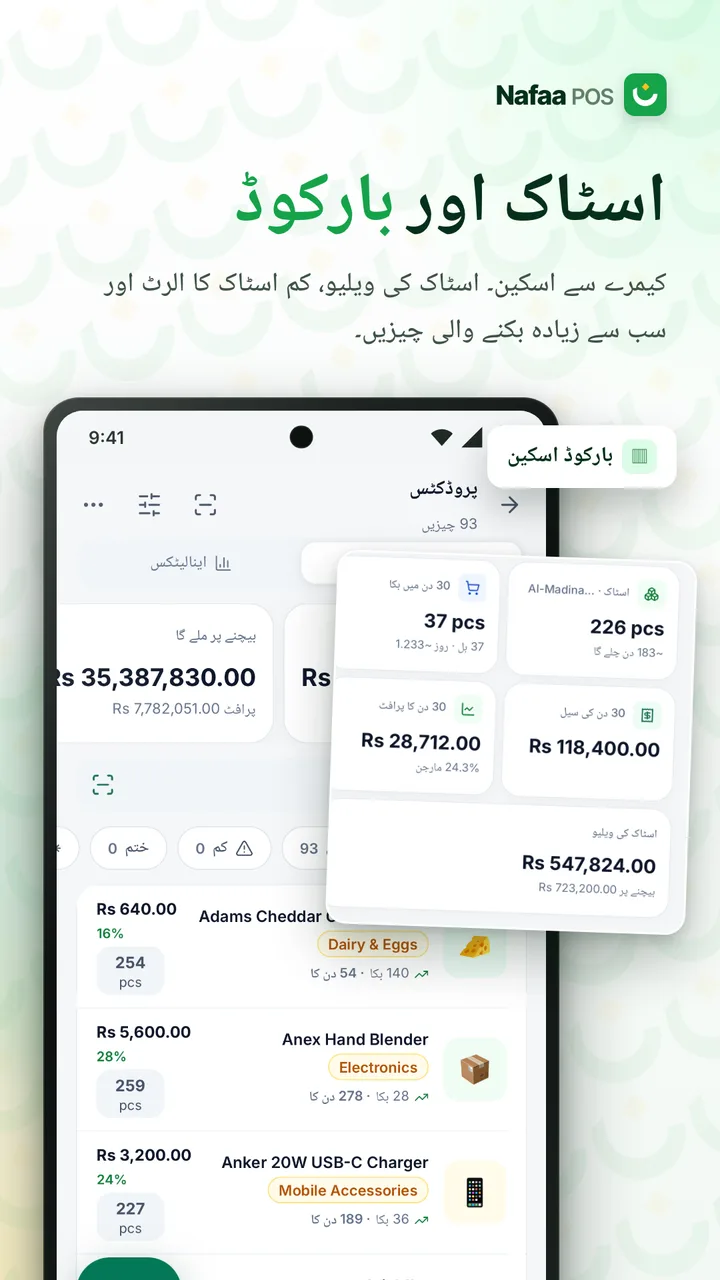 Nafaa POS
اسٹاک اور بارکوڈ
کیمرے سے اسکین۔ اسٹاک کی ویلیو، کم اسٹاک کا الرٹ اور
سب سے زیادہ بکنے والی چیزیں۔
9:41
بارکوڈ اسکین
پروڈکٹس
93 چیزیں
اینالیٹکس
بیچنے پر ملے گا
Rs 35,387,830.00
پرافٹ Rs 7,782,051.00
Rs
اسٹاک · Al-Madina...
226 pcs
~183 دن چلے گا
30 دن میں بکا
37 pcs
37 بل · روز ~1.233
30 دن کی سیل
Rs 118,400.00
30 دن کا پرافٹ
Rs 28,712.00
24.3% مارجن
اسٹاک کی ویلیو
Rs 547,824.00
بیچنے پر Rs 723,200.00
93
کم 0
ختم 0
Adams Cheddar
Rs 640.00
16%
Dairy & Eggs
254
pcs
140 بکا · 54 دن کا
Anex Hand Blender
Rs 5,600.00
28%
Electronics
259
pcs
28 بکا · 278 دن کا
Anker 20W USB-C Charger
Rs 3,200.00
24%
Mobile Accessories
227
pcs
36 بکا · 189 دن کا